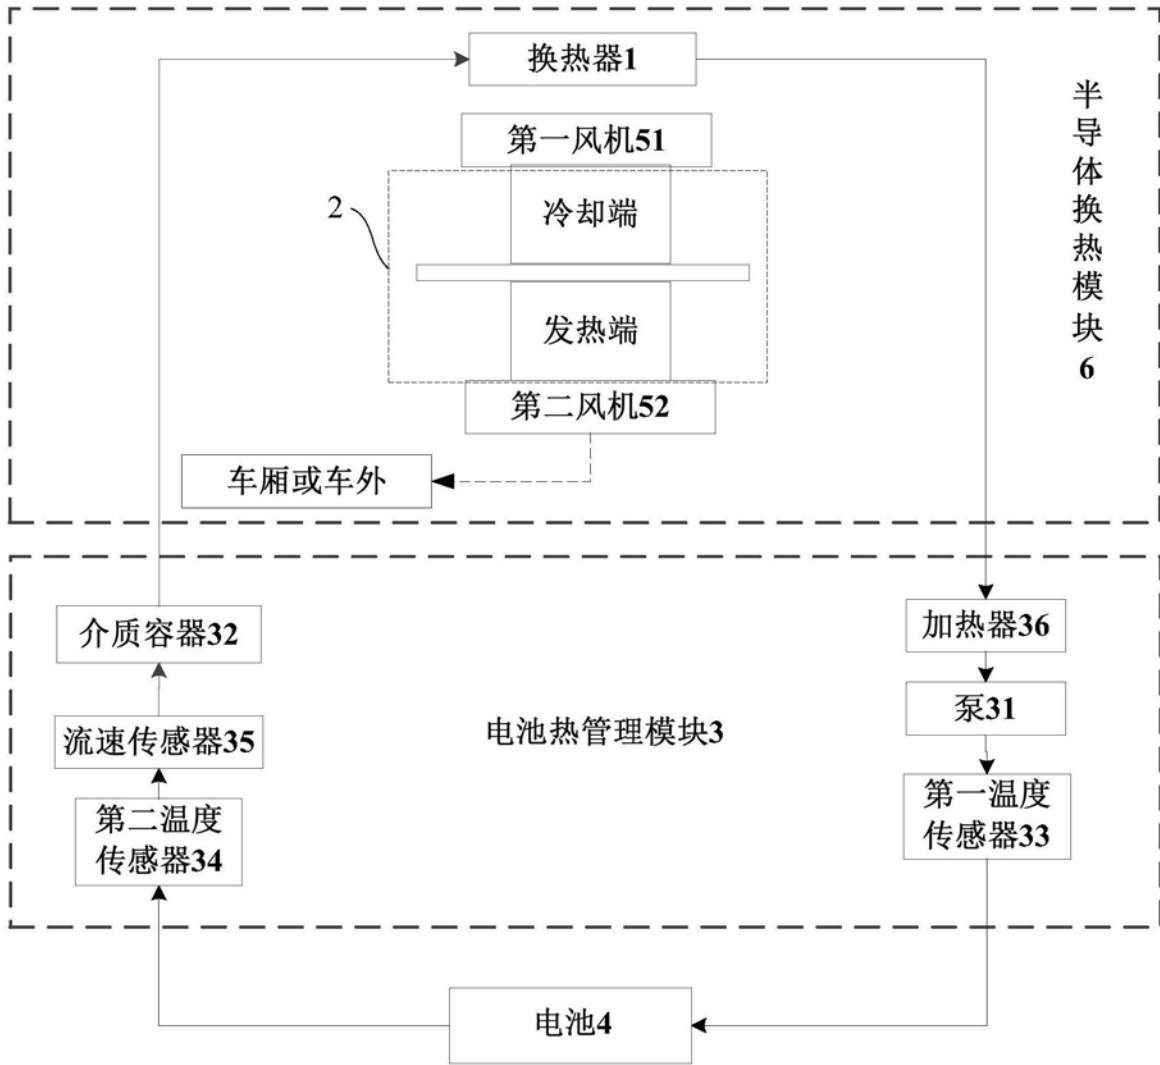 换热器1
第一风机51
冷却端
2
发热端
第二风机52
车厢或车外
半导体换热模块6
介质容器32
加热器36
泵31
流速传感器35
电池热管理模块3
第二温度
传感器34
第一温度
传感器33
电池4